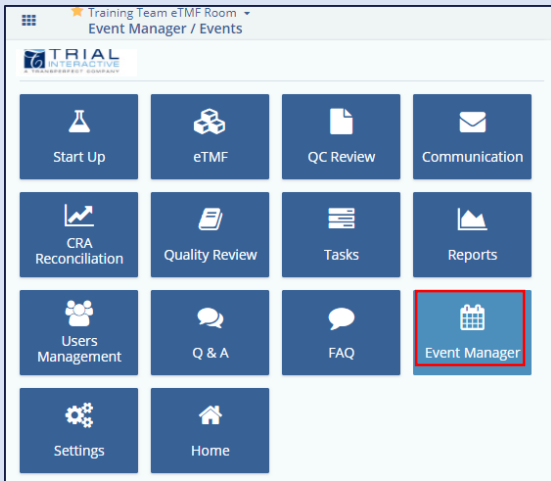 Training Team eTMF Room
Event Manager / Events
TRIAL
INTERACTIVE
A TRANSPERFECT COMPANY
Start Up
eTMF
QC Review
Communication
CRA
Reconciliation
Quality Review
Tasks
Reports
Users
Management
Q & A
FAQ
Event Manager
Settings
Home